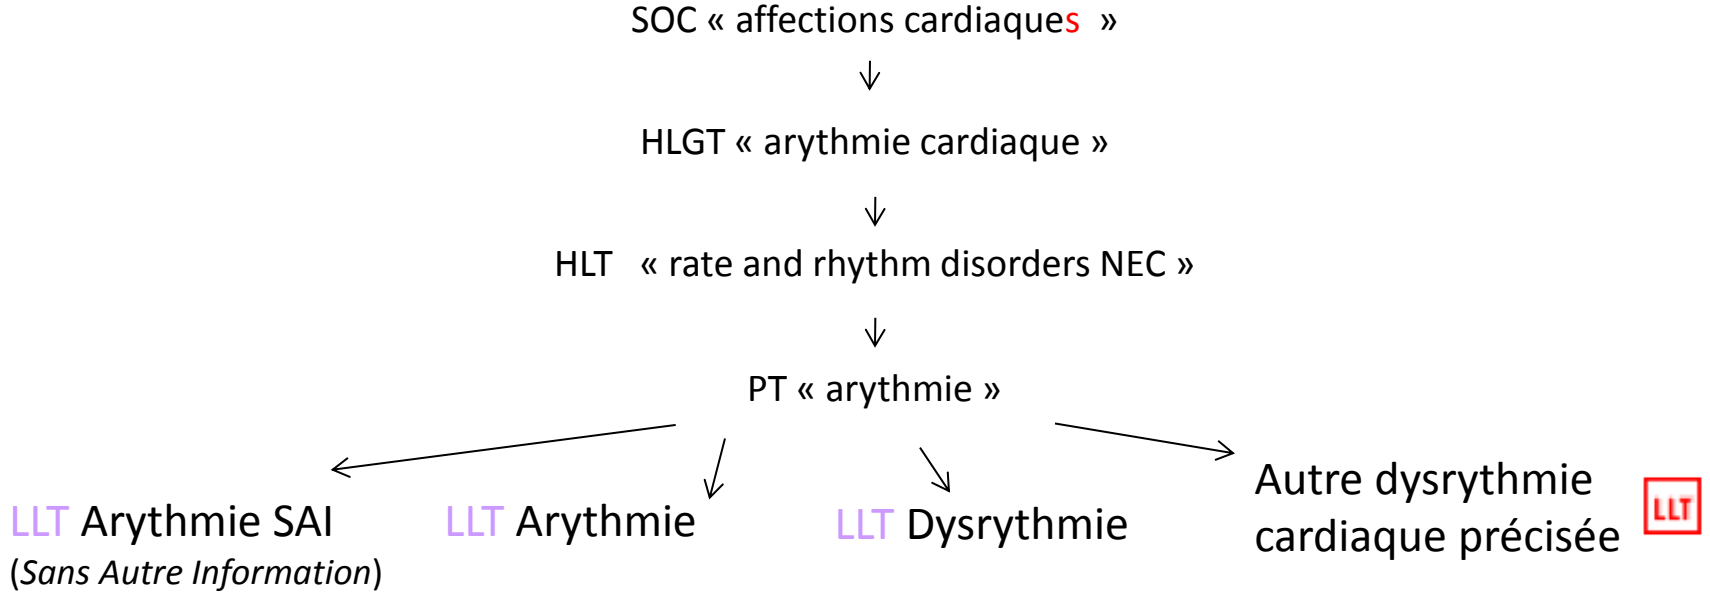 SOC « affections cardiaques »
HLGT « arythmie cardiaque »
HLT « rate and rhythm disorders NEC »
PT « arythmie »
LLT Arythmie SAI
(Sans Autre Information)
LLT Arythmie
LLT Dysrythmie
Autre dysrythmie
cardiaque précisée
LLT